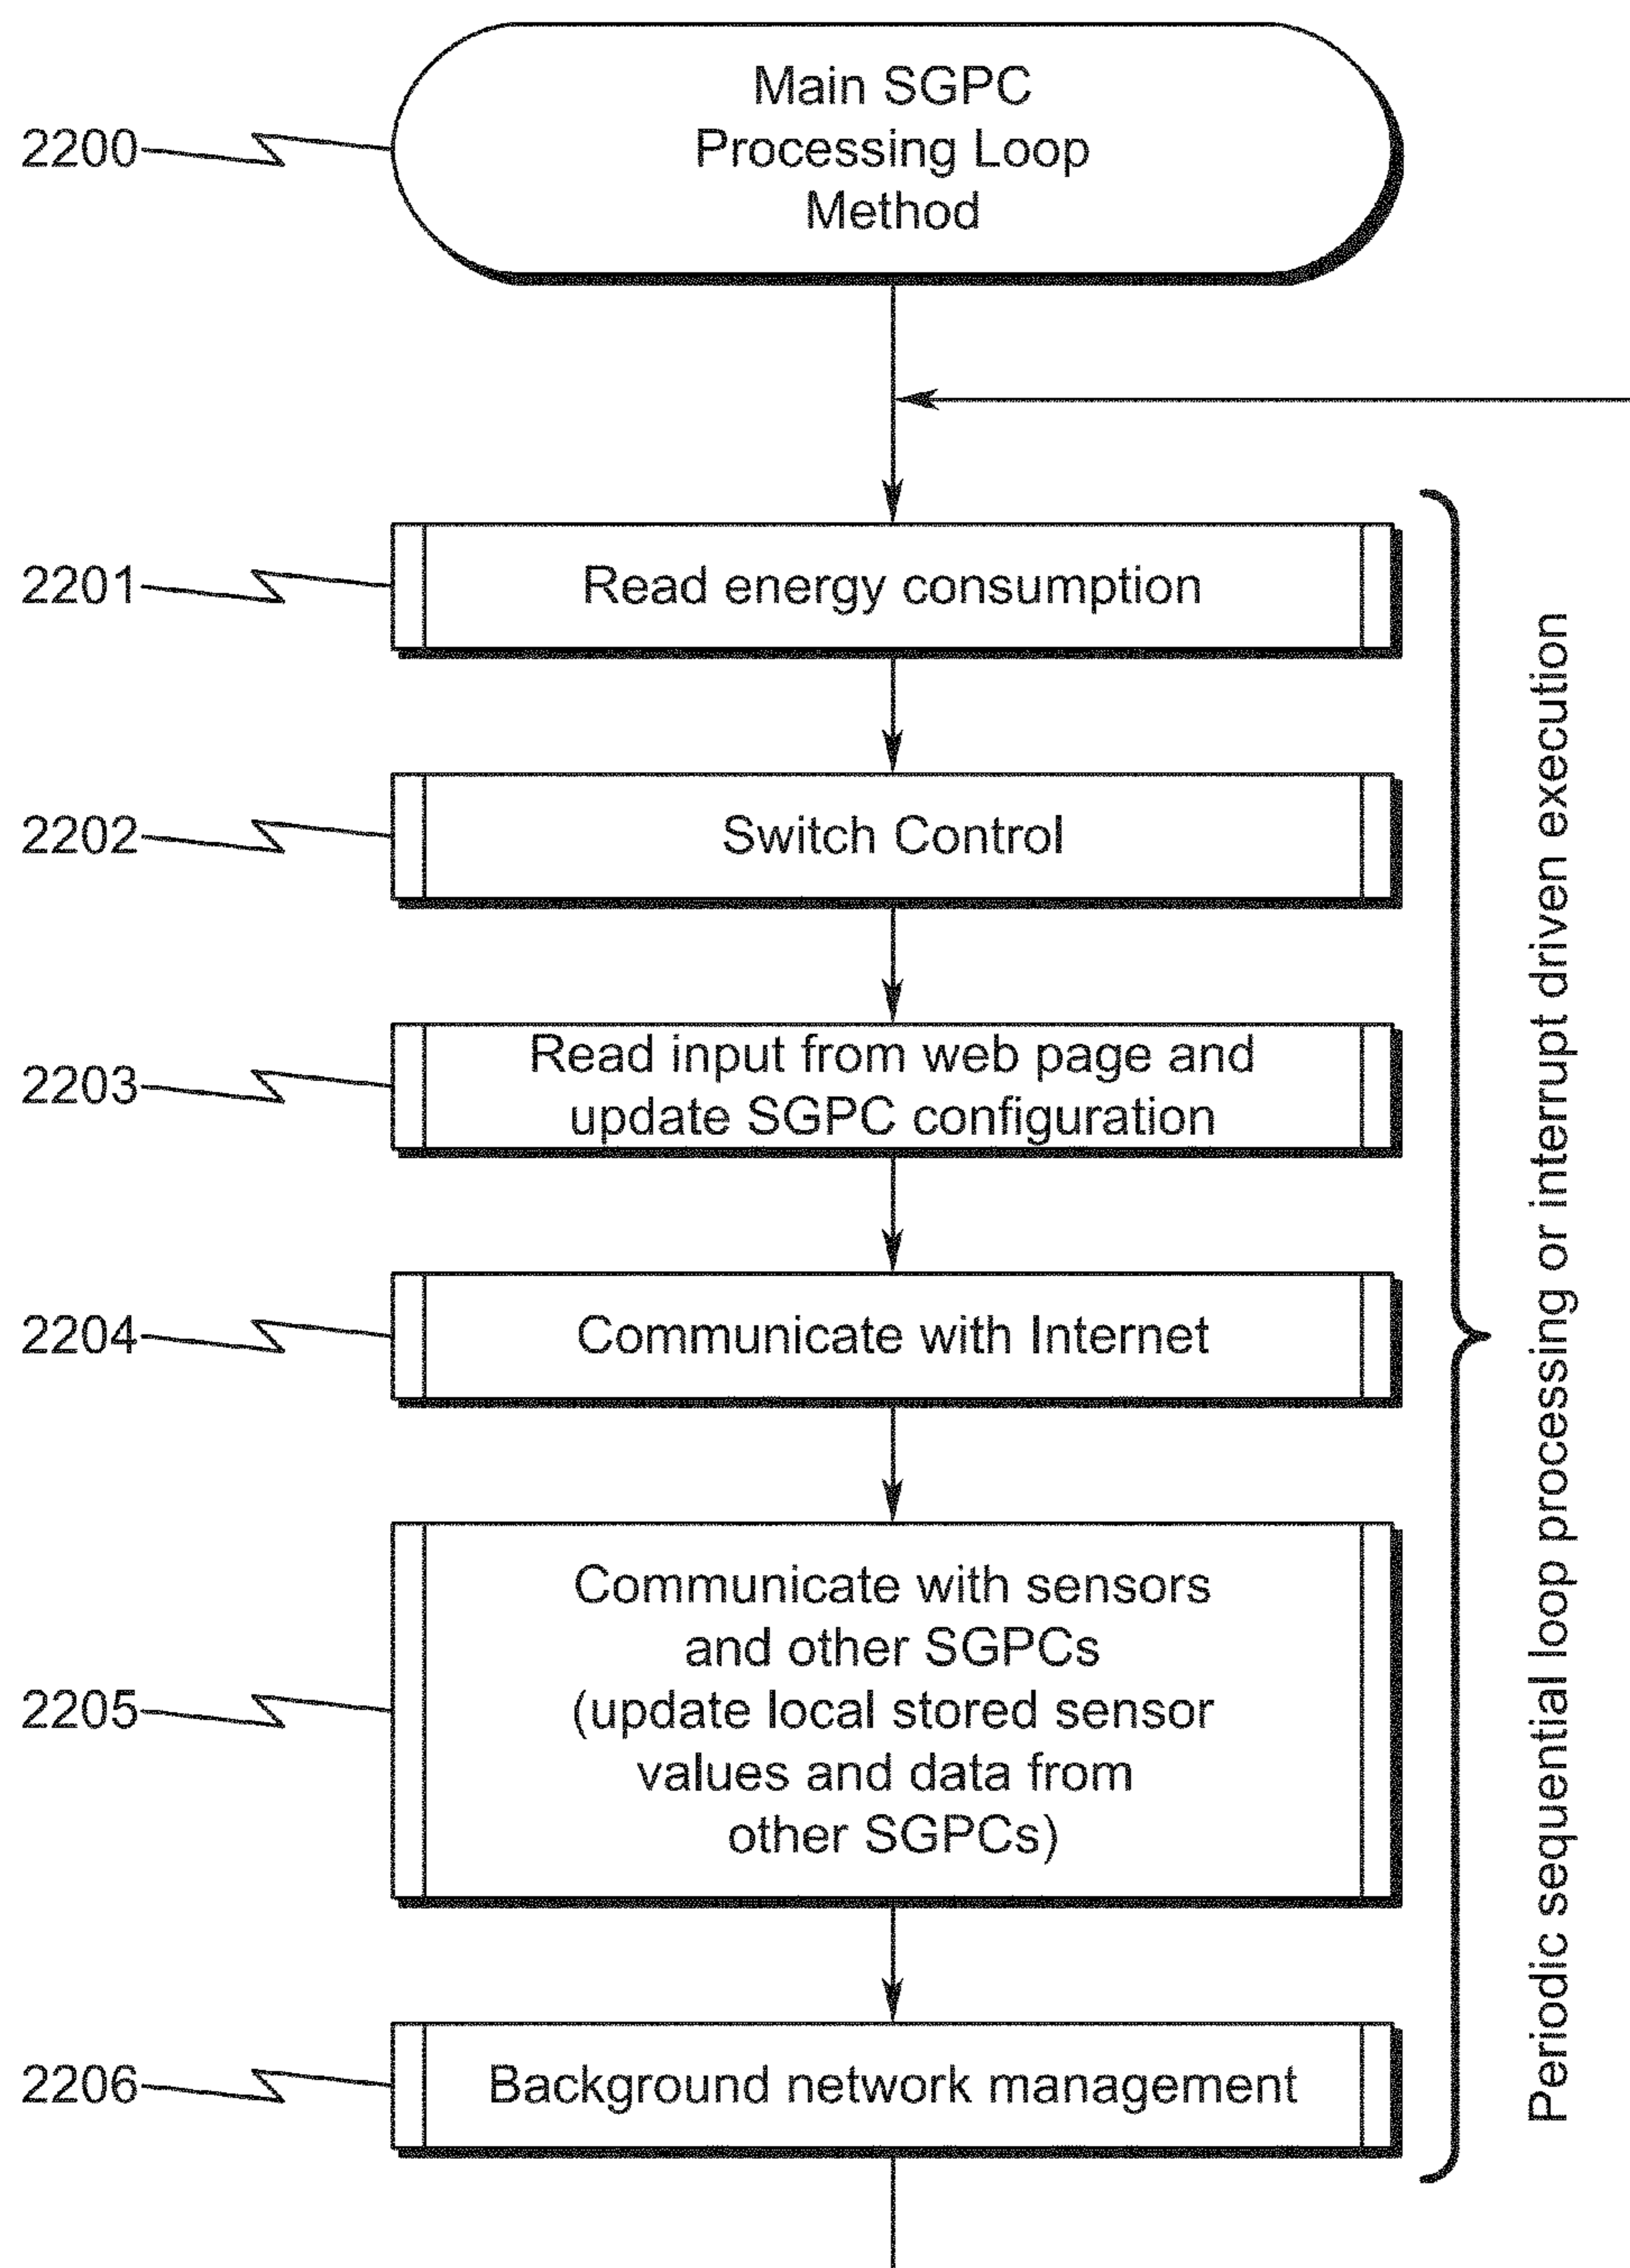 Main SGPC
Processing Loop
Method
2200
2201
Read energy consumption
2202
Switch Control
2203
Read input from web page and
update SGPC configuration
2204
Communicate with Internet
2205
Communicate with sensors
and other SGPCs
(update local stored sensor
values and data from
other SGPCs)
2206
Background network management
Periodic sequential loop processing or interrupt driven execution